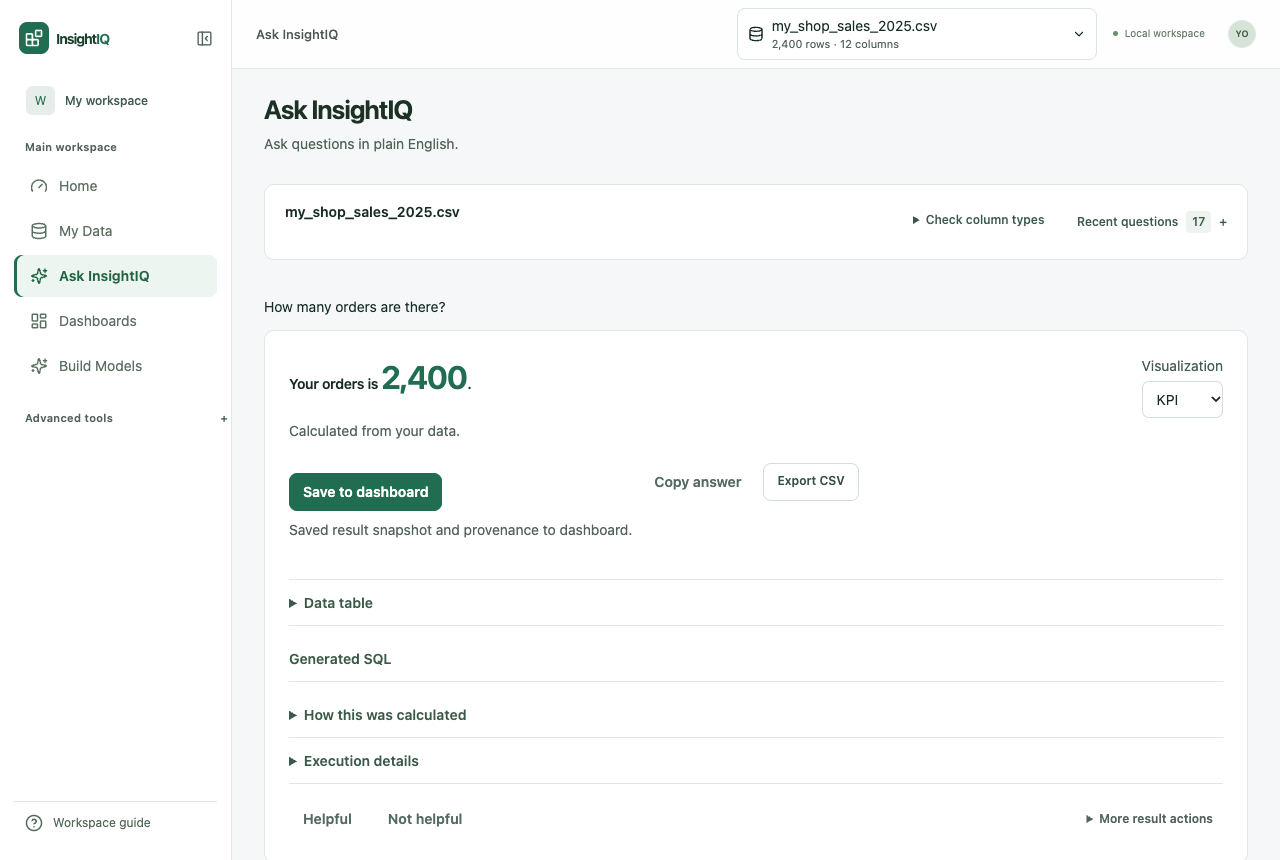 InsightIQ
W My workspace
Main workspace
Home
My Data
Ask InsightIQ
Dashboards
Build Models
Advanced tools +
Workspace guide
Ask InsightIQ
my_shop_sales_2025.csv
2,400 rows · 12 columns
Local workspace
YO
Ask InsightIQ
Ask questions in plain English.
my_shop_sales_2025.csv
Check column types
Recent questions 17 +
How many orders are there?
Your orders is 2,400.
Visualization
KPI
Calculated from your data.
Save to dashboard
Copy answer
Export CSV
Saved result snapshot and provenance to dashboard.
Data table
Generated SQL
How this was calculated
Execution details
Helpful
Not helpful
More result actions